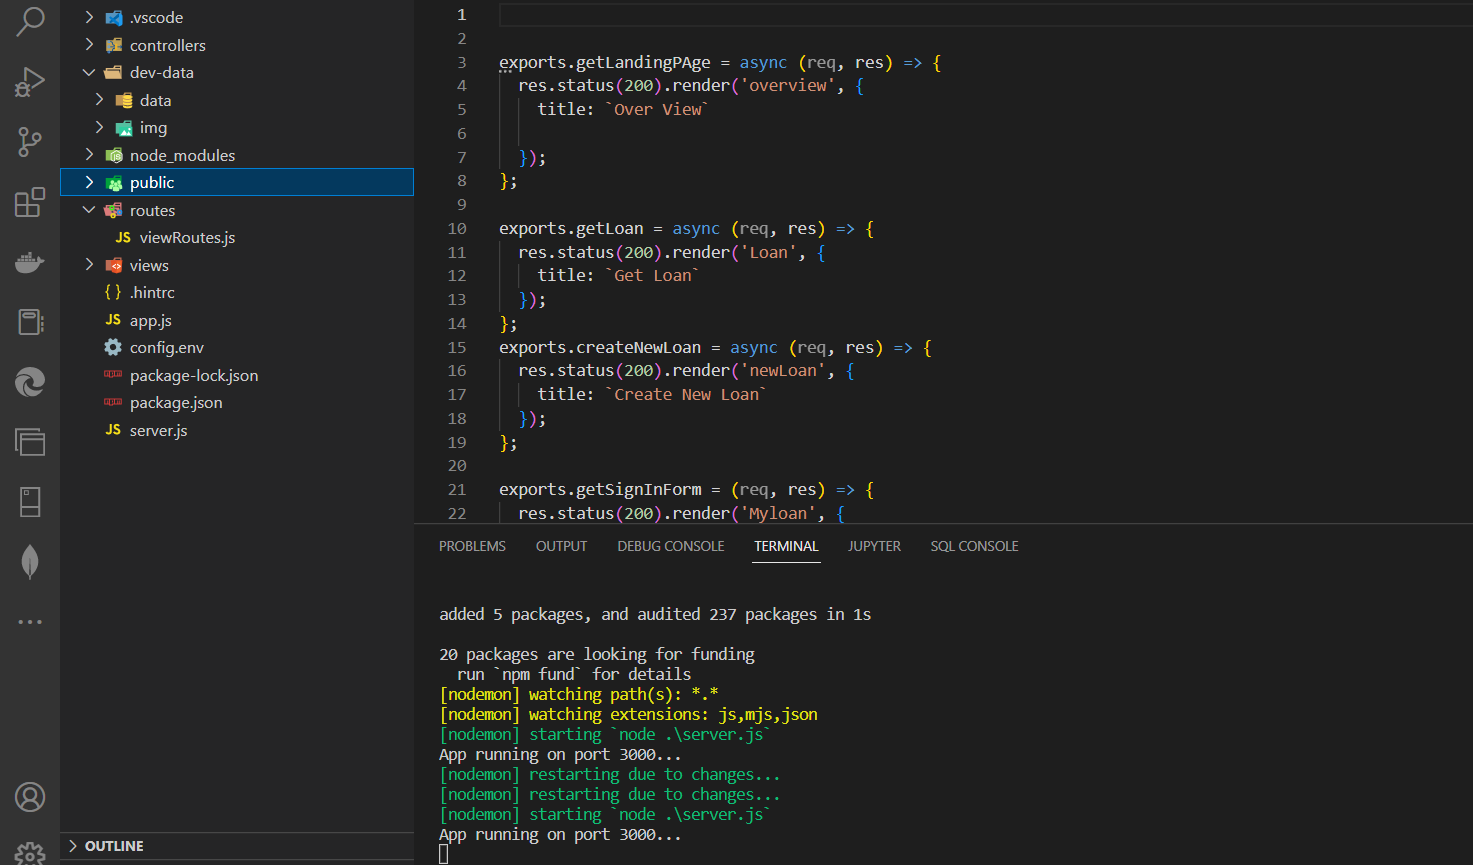 .vscode
controllers
dev-data
data
img
node_modules
public
routes
JS viewRoutes.js
views
{ } .hintrc
JS app.js
config.env
package-lock.json
package.json
JS server.js
OUTLINE
1
2
3 exports.getLandingPAge = async (req, res) => {
4 res.status(200).render('overview', {
5 title: `Over View`
6
7 });
8 };
9
10 exports.getLoan = async (req, res) => {
11 res.status(200).render('Loan', {
12 title: `Get Loan`
13 });
14 };
15 exports.createNewLoan = async (req, res) => {
16 res.status(200).render('newLoan', {
17 title: `Create New Loan`
18 });
19 };
20
21 exports.getSignInForm = (req, res) => {
22 res.status(200).render('Myloan', {
PROBLEMS OUTPUT DEBUG CONSOLE TERMINAL JUPYTER SQL CONSOLE
added 5 packages, and audited 237 packages in 1s
20 packages are looking for funding
run `npm fund` for details
[nodemon] watching path(s): *.*
[nodemon] watching extensions: js,mjs,json
[nodemon] starting `node .\server.js`
App running on port 3000...
[nodemon] restarting due to changes...
[nodemon] restarting due to changes...
[nodemon] starting `node .\server.js`
App running on port 3000...